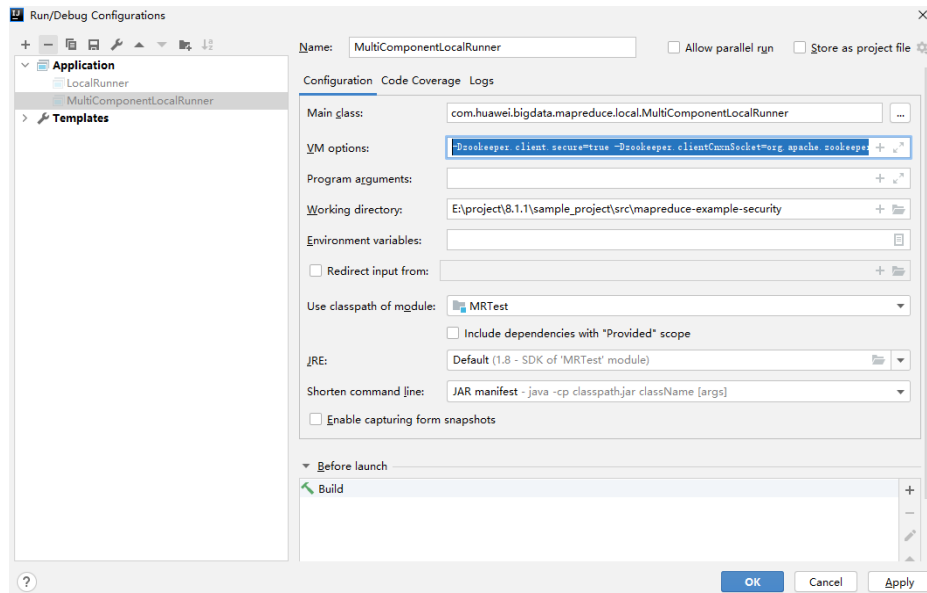 Run/Debug Configurations
Application
LocalRunner
MultiComponentLocalRunner
Templates
Name: MultiComponentLocalRunner
Allow parallel run
Store as project file
Configuration Code Coverage Logs
Main class: com.huawei.bigdata.mapreduce.local.MultiComponentLocalRunner ...
VM options: -Dzookeeper.client.secure=true -Dzookeeper.clientCnxnSocket=org.apache.zookeeper
Program arguments:
Working directory: E:\project\8.1.1\sample_project\src\mapreduce-example-security
Environment variables:
Redirect input from:
Use classpath of module: MRTest
Include dependencies with "Provided" scope
JRE: Default (1.8 - SDK of 'MRTest' module)
Shorten command line: JAR manifest - java -cp classpath.jar className [args]
Enable capturing form snapshots
Before launch
Build
? OK Cancel Apply